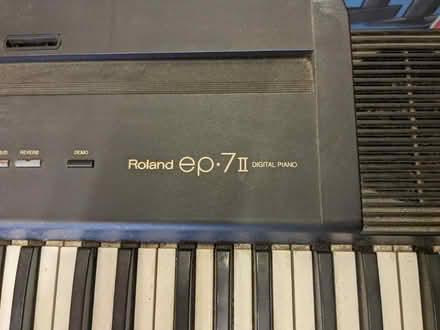 REVERB DEMO
Roland ep·7II DIGITAL PIANO